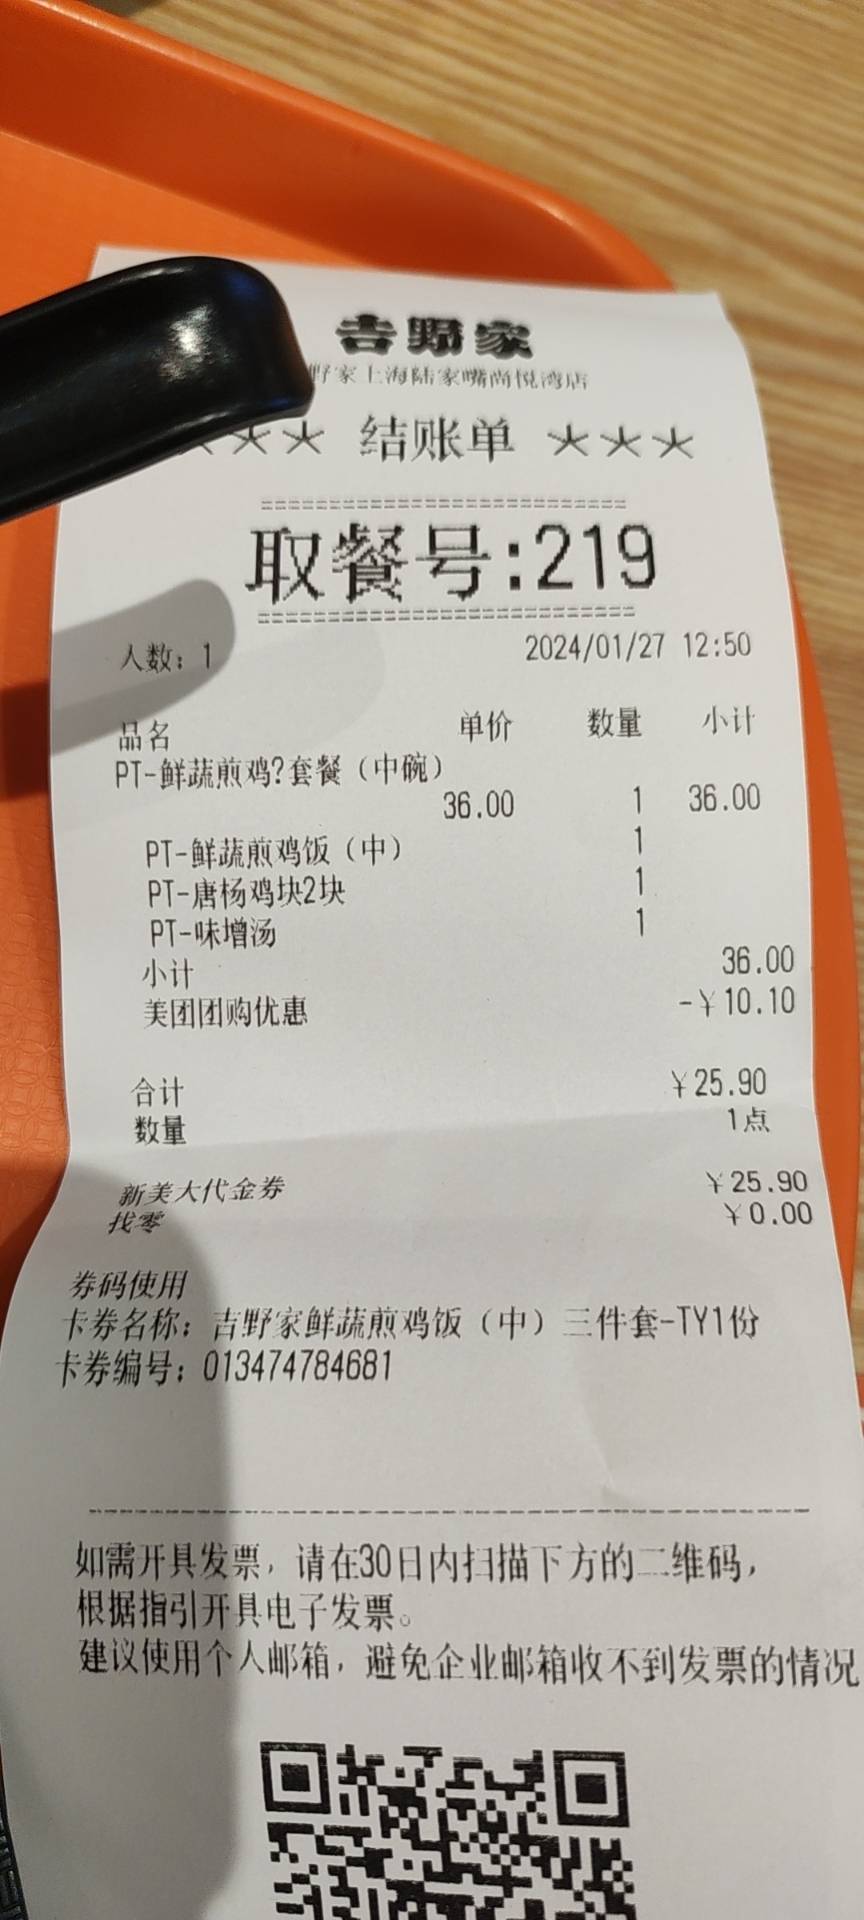 吉野家
野家上海陆家嘴尚悦湾店
★★★ 结账单 ★★★
取餐号:219
人数: 1 2024/01/27 12:50
品名 单价 数量 小计
PT-鲜蔬煎鸡?套餐（中碗）
36.00 1 36.00
PT-鲜蔬煎鸡饭（中） 1
PT-唐杨鸡块2块 1
PT-味增汤 1
小计 36.00
美团团购优惠 -￥10.10
合计 ￥25.90
数量 1点
新美大代金券 ￥25.90
找零 ￥0.00
券码使用
卡券名称: 吉野家鲜蔬煎鸡饭（中）三件套-TY1份
卡券编号: 013474784681
如需开具发票，请在30日内扫描下方的二维码，
根据指引开具电子发票。
建议使用个人邮箱，避免企业邮箱收不到发票的情况